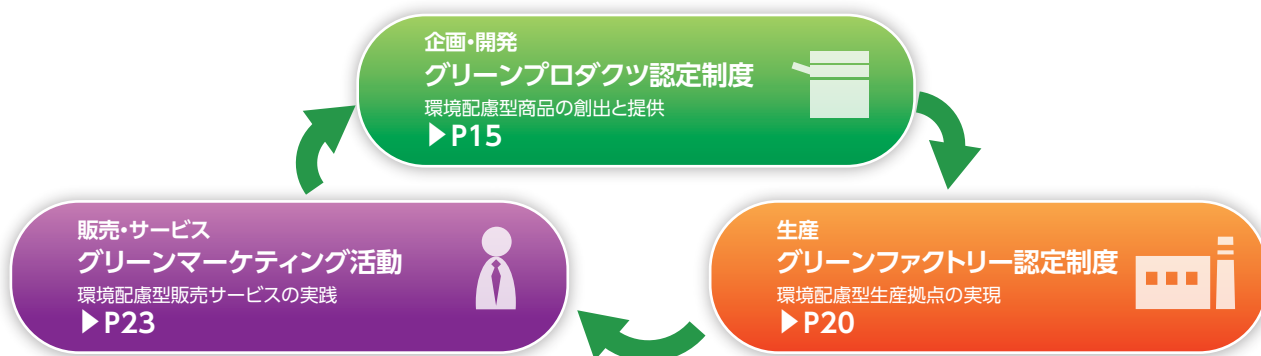 企画・開発
グリーンプロダクツ認定制度
環境配慮型商品の創出と提供
▶P15
販売・サービス
グリーンマーケティング活動
環境配慮型販売サービスの実践
▶P23
生産
グリーンファクトリー認定制度
環境配慮型生産拠点の実現
▶P20